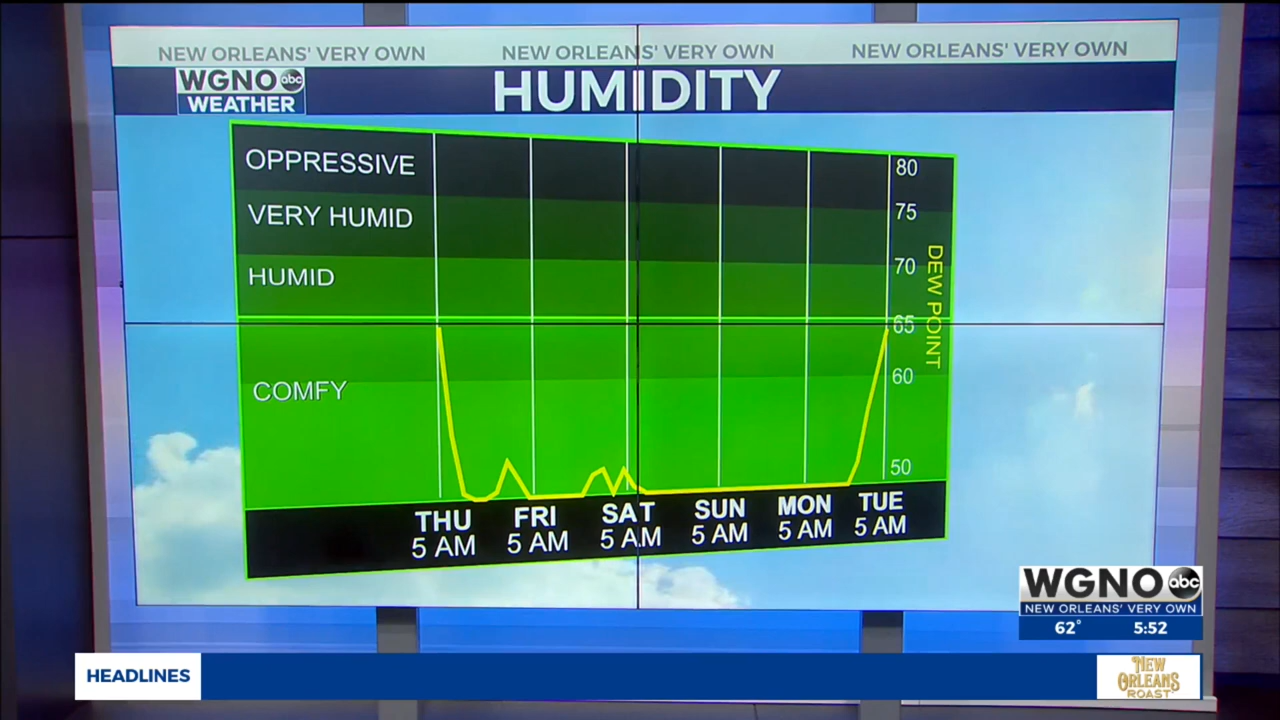 NEW ORLEANS' VERY OWN NEW ORLEANS' VERY OWN NEW ORLEANS' VERY OWN
WGNO abc
WEATHER
HUMIDITY
OPPRESSIVE
VERY HUMID
HUMID
COMFY
80
75
70
65
60
50
DEW POINT
THU FRI SAT SUN MON TUE
5 AM 5 AM 5 AM 5 AM 5 AM 5 AM
WGNO abc
NEW ORLEANS' VERY OWN
62° 5:52
HEADLINES
NEW
ORLEANS
ROAST